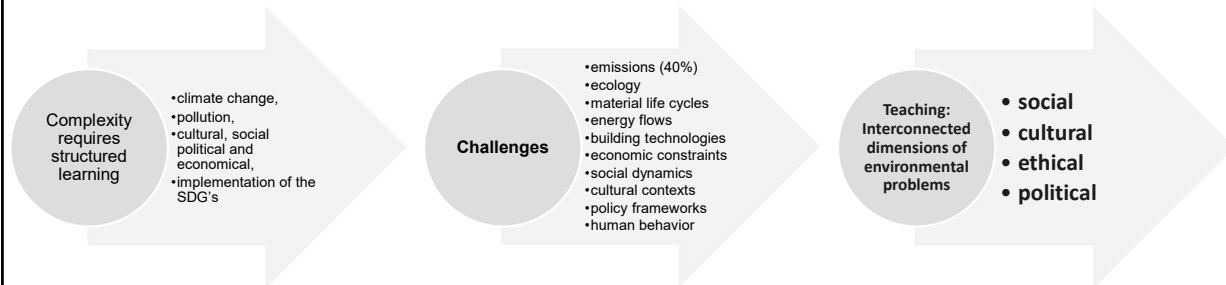 Complexity
requires
structured
learning
•climate change,
•pollution,
•cultural, social
political and
economical,
•implementation of the
SDG's
Challenges
•emissions (40%)
•ecology
•material life cycles
•energy flows
•building technologies
•economic constraints
•social dynamics
•cultural contexts
•policy frameworks
•human behavior
Teaching:
Interconnected
dimensions of
environmental
problems
• social
• cultural
• ethical
• political